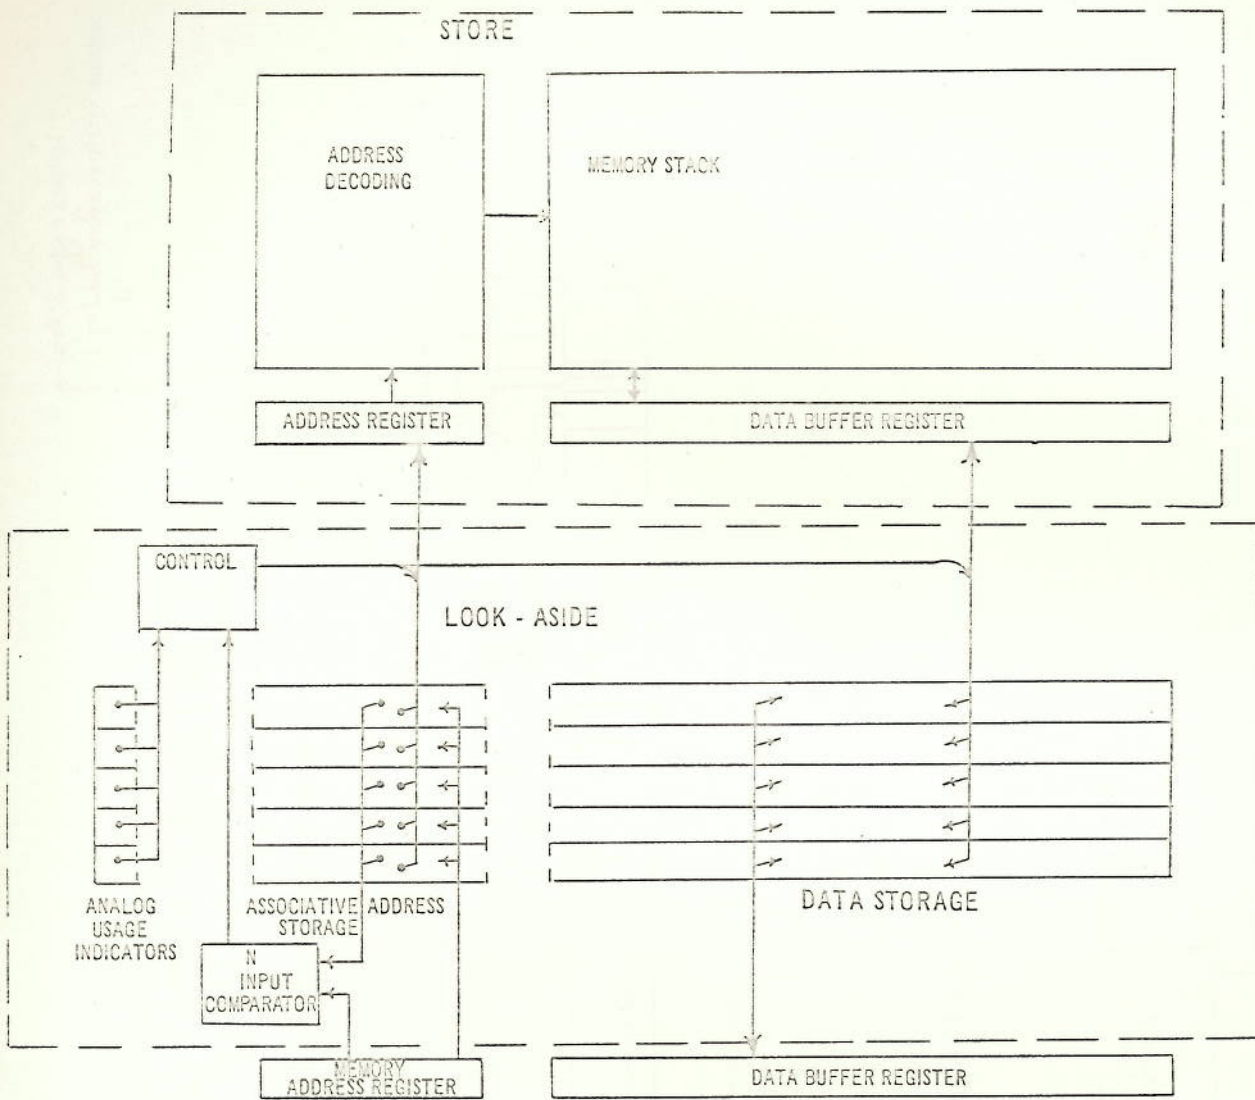 STORE
ADDRESS
DECODING
MEMORY STACK
ADDRESS REGISTER
DATA BUFFER REGISTER
CONTROL
LOOK - ASIDE
ANALOG
USAGE
INDICATORS
ASSOCIATIVE ADDRESS
STORAGE
DATA STORAGE
N
INPUT
COMPARATOR
MEMORY
ADDRESS REGISTER
DATA BUFFER REGISTER